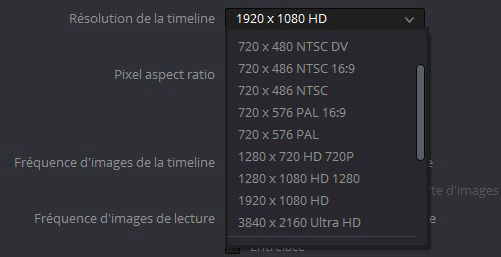 Résolution de la timeline
1920 x 1080 HD
720 x 480 NTSC DV
720 x 486 NTSC 16:9
Pixel aspect ratio
720 x 486 NTSC
720 x 576 PAL 16:9
720 x 576 PAL
1280 x 720 HD 720P
Fréquence d'images de la timeline
1280 x 1080 HD 1280
d'images
1920 x 1080 HD
Fréquence d'images de lecture
3840 x 2160 Ultra HD
Entrelacé